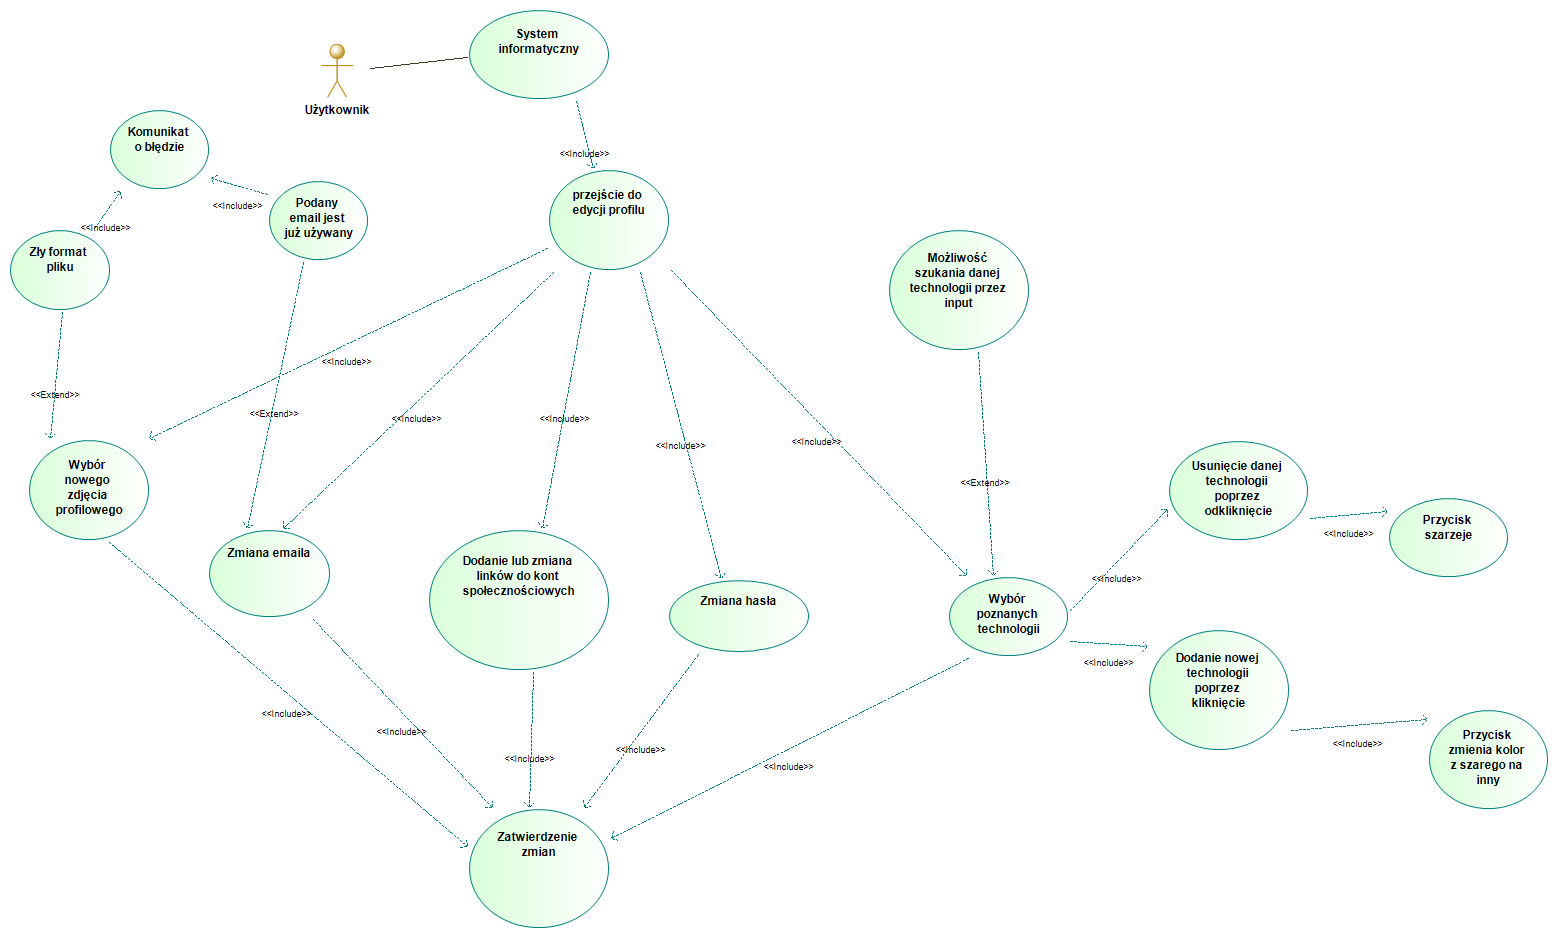 System
informatyczny
Użytkownik
Komunikat
o błędzie
<<Include>>
Podany
email jest
już używany
<<Include>>
<<Include>>
Zły format
pliku
przejście do
edycji profilu
Możliwość
szukania danej
technologii przez
input
<<Include>>
<<Extend>>
<<Extend>>
<<Include>>
<<Include>>
<<Include>>
<<Include>>
<<Extend>>
Wybór
nowego
zdjęcia
profilowego
Usunięcie danej
technologii
poprzez
odkliknięcie
Przycisk
szarzeje
<<Include>>
Zmiana emaila
Dodanie lub zmiana
linków do kont
społecznościowych
Zmiana hasła
Wybór
poznanych
technologii
<<Include>>
<<Include>>
Dodanie nowej
technologii
poprzez
kliknięcie
<<Include>>
<<Include>>
<<Include>>
<<Include>>
<<Include>>
<<Include>>
Przycisk
zmienia kolor
z szarego na
inny
Zatwierdzenie
zmian